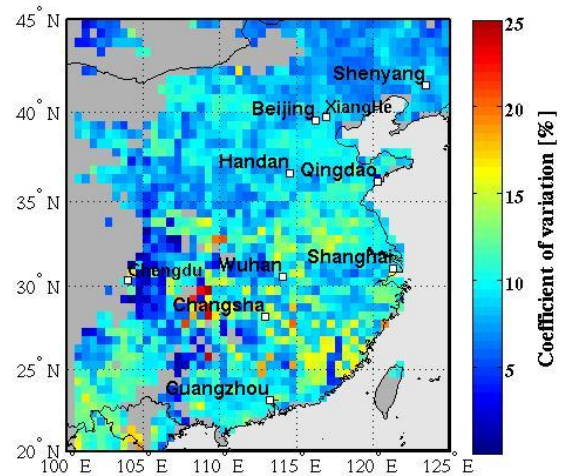 45° N
40° N
35° N
30° N
25° N
20° N
100° E
105° E
110° E
115° E
120° E
125° E
Shenyang
Beijing
XiangHe
Handan
Qingdao
Chengdu
Wuhan
Shanghai
Changsha
Guangzhou
25
20
15
10
5
Coefficient of variation [%]